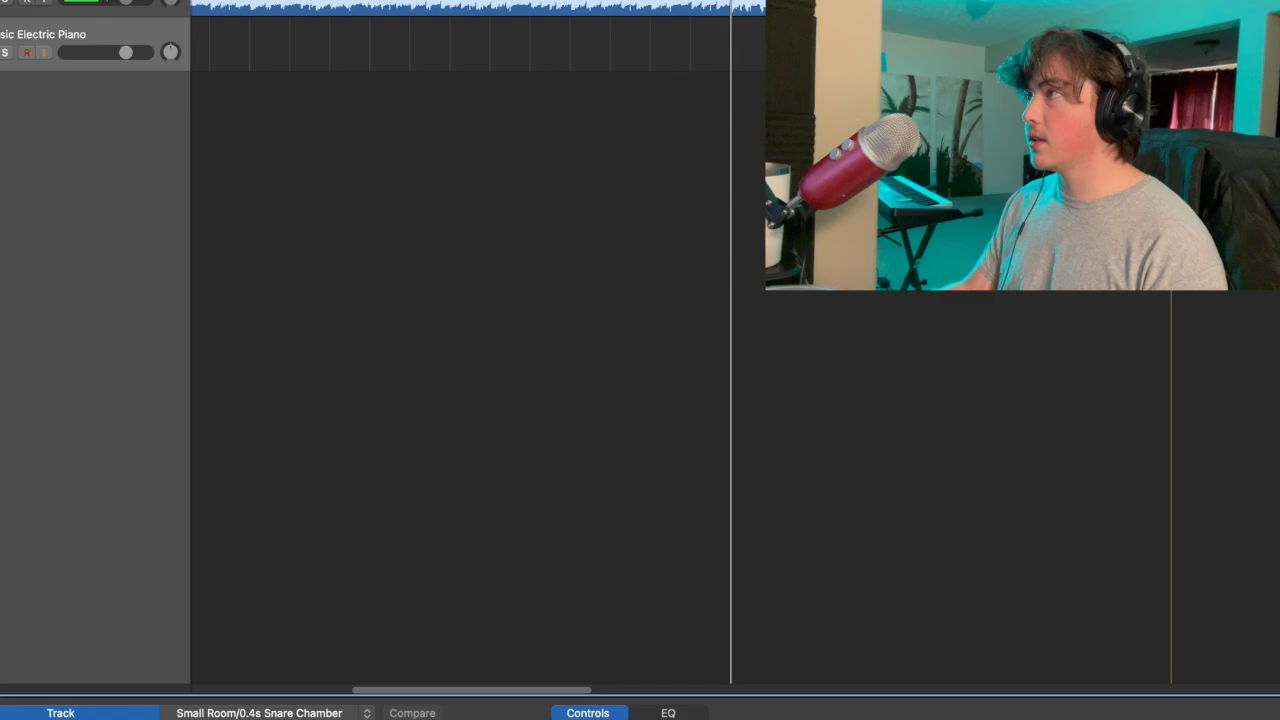 S R I
sic Electric Piano
S R I
Track
Small Room/0.4s Snare Chamber
Compare
Controls
EQ